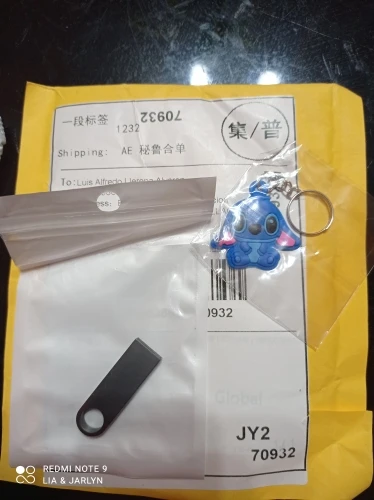 一段标签
1232
70932
集/普
Shipping: AE 秘鲁合单
To: Luis Alfredo
0932
Global
JY2
70932
REDMI NOTE 9
LIA & JARLYN